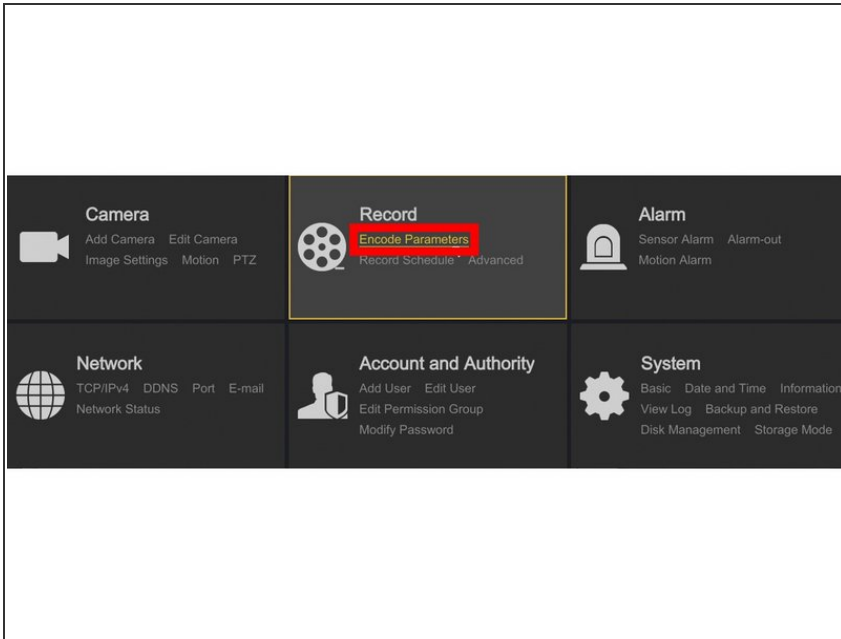 Camera
Add Camera Edit Camera
Image Settings Motion PTZ
Record
Encode Parameters
Record Schedule Advanced
Alarm
Sensor Alarm Alarm-out
Motion Alarm
Network
TCP/IPv4 DDNS Port E-mail
Network Status
Account and Authority
Add User Edit User
Edit Permission Group
Modify Password
System
Basic Date and Time Information
View Log Backup and Restore
Disk Management Storage Mode